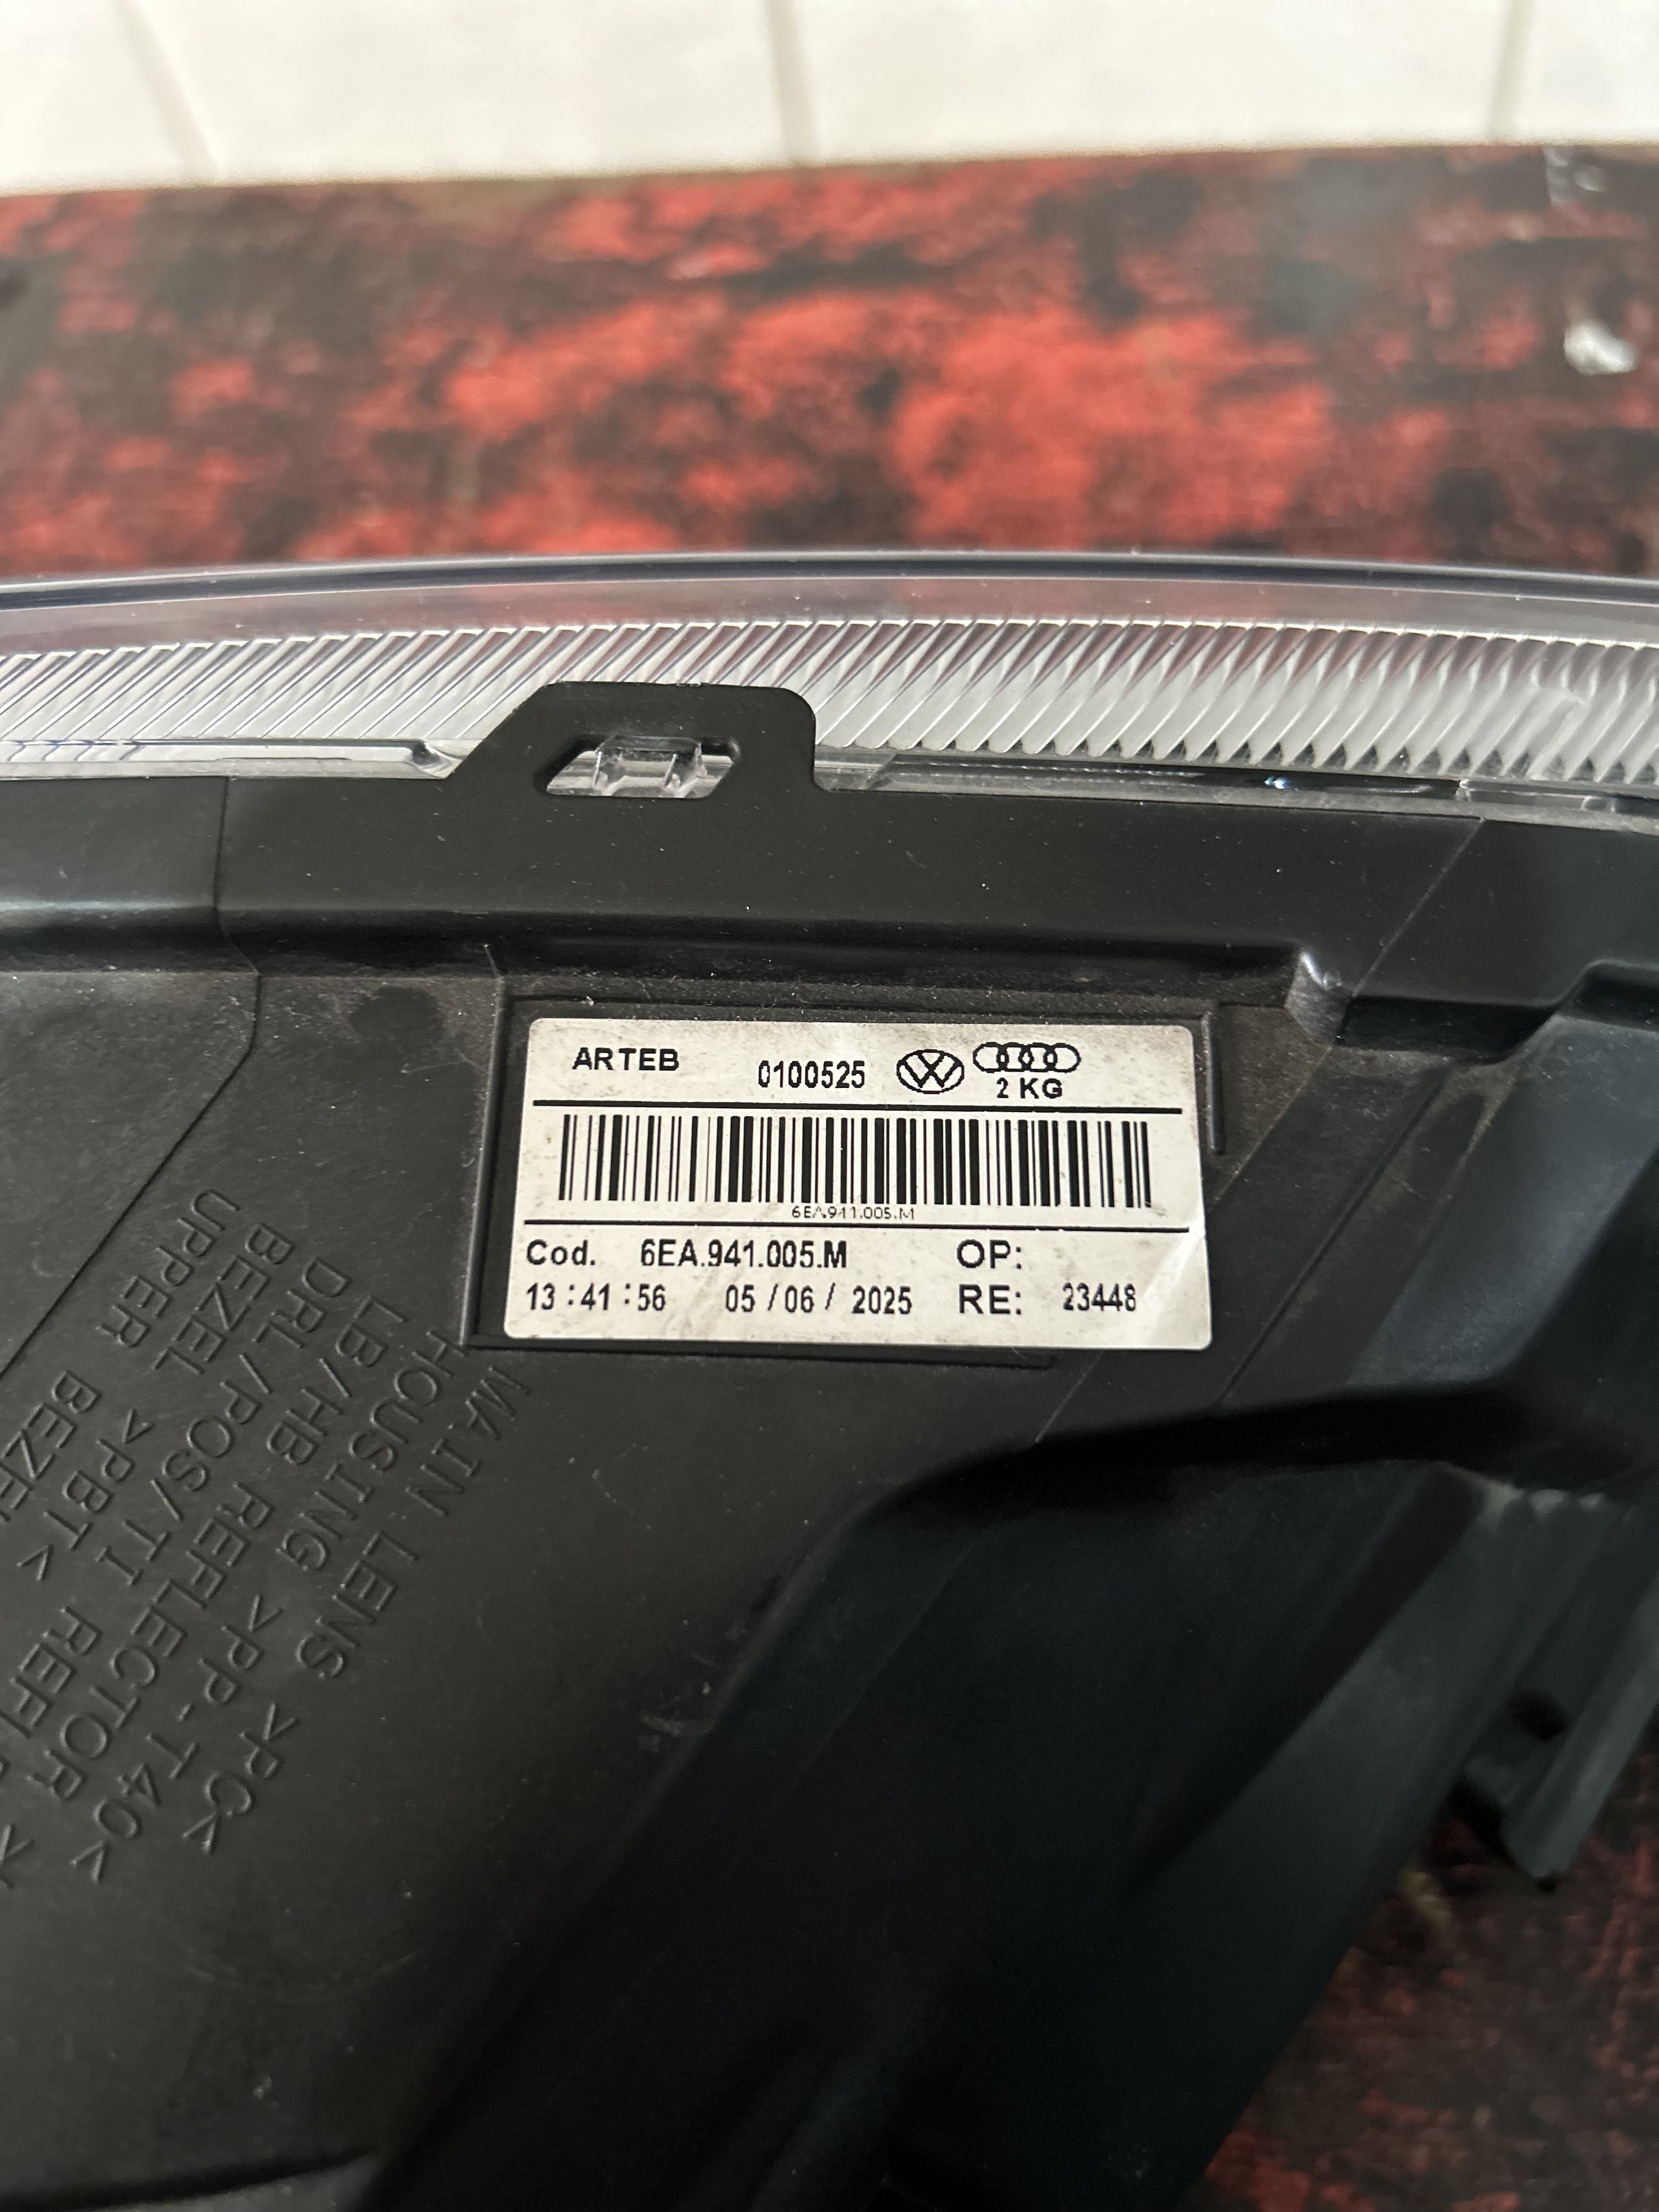 ARTEB 0100525 VW
2 KG
6EA.941.005.M
Cod. 6EA.941.005.M OP:
13:41:56 05/06/2025 RE: 23448
MAIN LENS >PC<
HOUSING >PP-T40<
LB/HB REFLECTOR
DRL/POS/TI
BEZEL >PBT<
UPPER